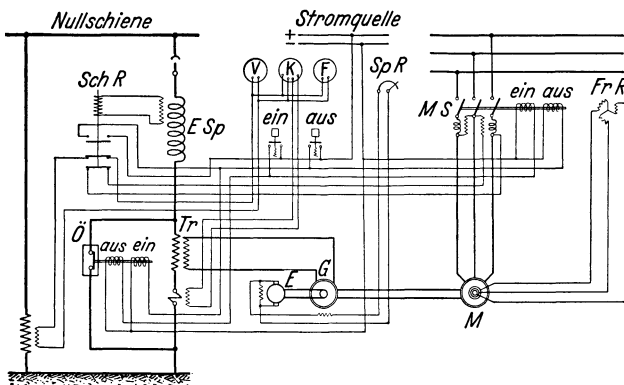 Nullschiene
Stromquelle
+
−
Sch R
V
K
F
Sp R
E Sp
ein
aus
M S
ein aus
Fr R
Ö
aus ein
Tr
E
G
M